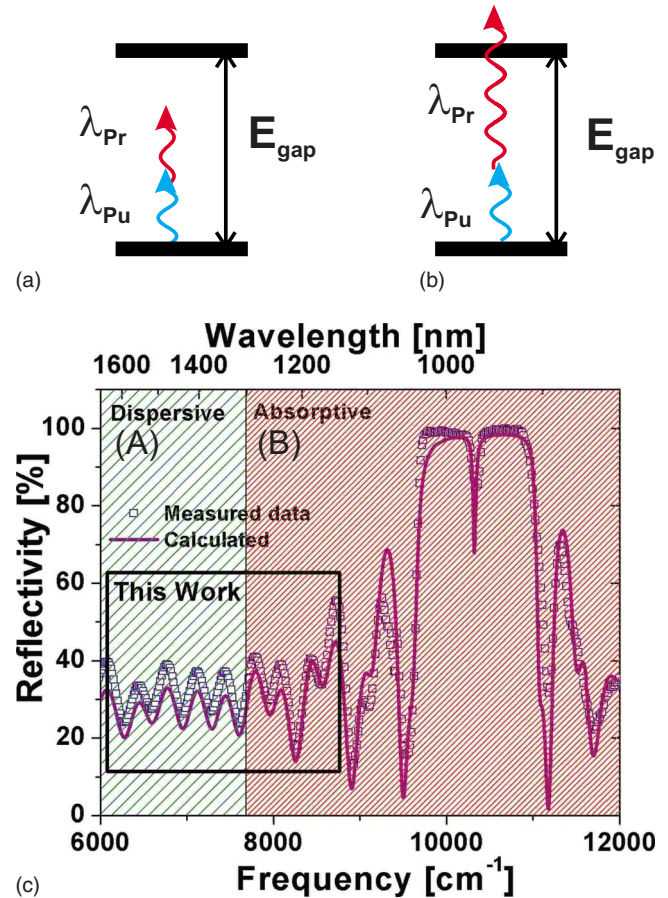 λPr
λPu
Egap
(a)
λPr
λPu
Egap
(b)
Wavelength [nm]
1600 1400 1200 1000
Dispersive Absorptive
(A) (B)
Measured data
Calculated
This Work
Reflectivity [%]
100
80
60
40
20
0
6000 8000 10000 12000
Frequency [cm⁻¹]
(c)